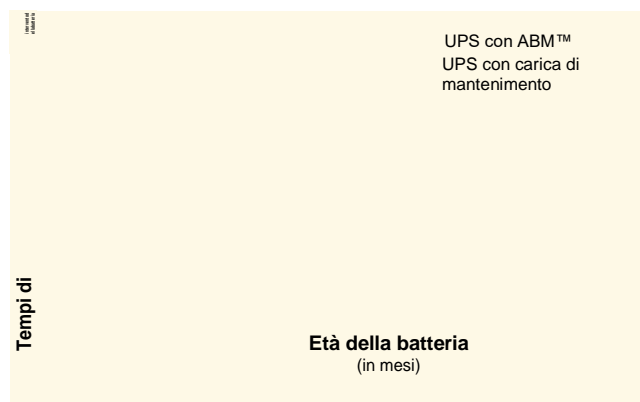 UPS con ABM™
UPS con carica di
mantenimento
Tempi di
Età della batteria
(in mesi)